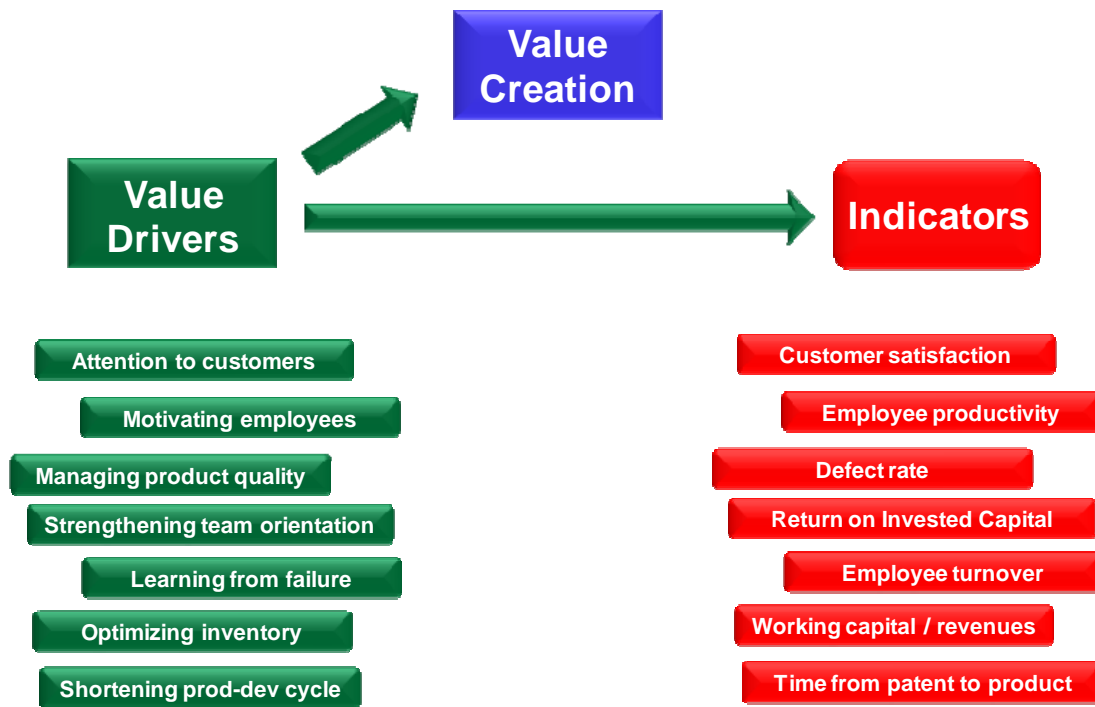 Value
Creation
Value
Drivers
Indicators
Attention to customers
Motivating employees
Managing product quality
Strengthening team orientation
Learning from failure
Optimizing inventory
Shortening prod-dev cycle
Customer satisfaction
Employee productivity
Defect rate
Return on Invested Capital
Employee turnover
Working capital / revenues
Time from patent to product